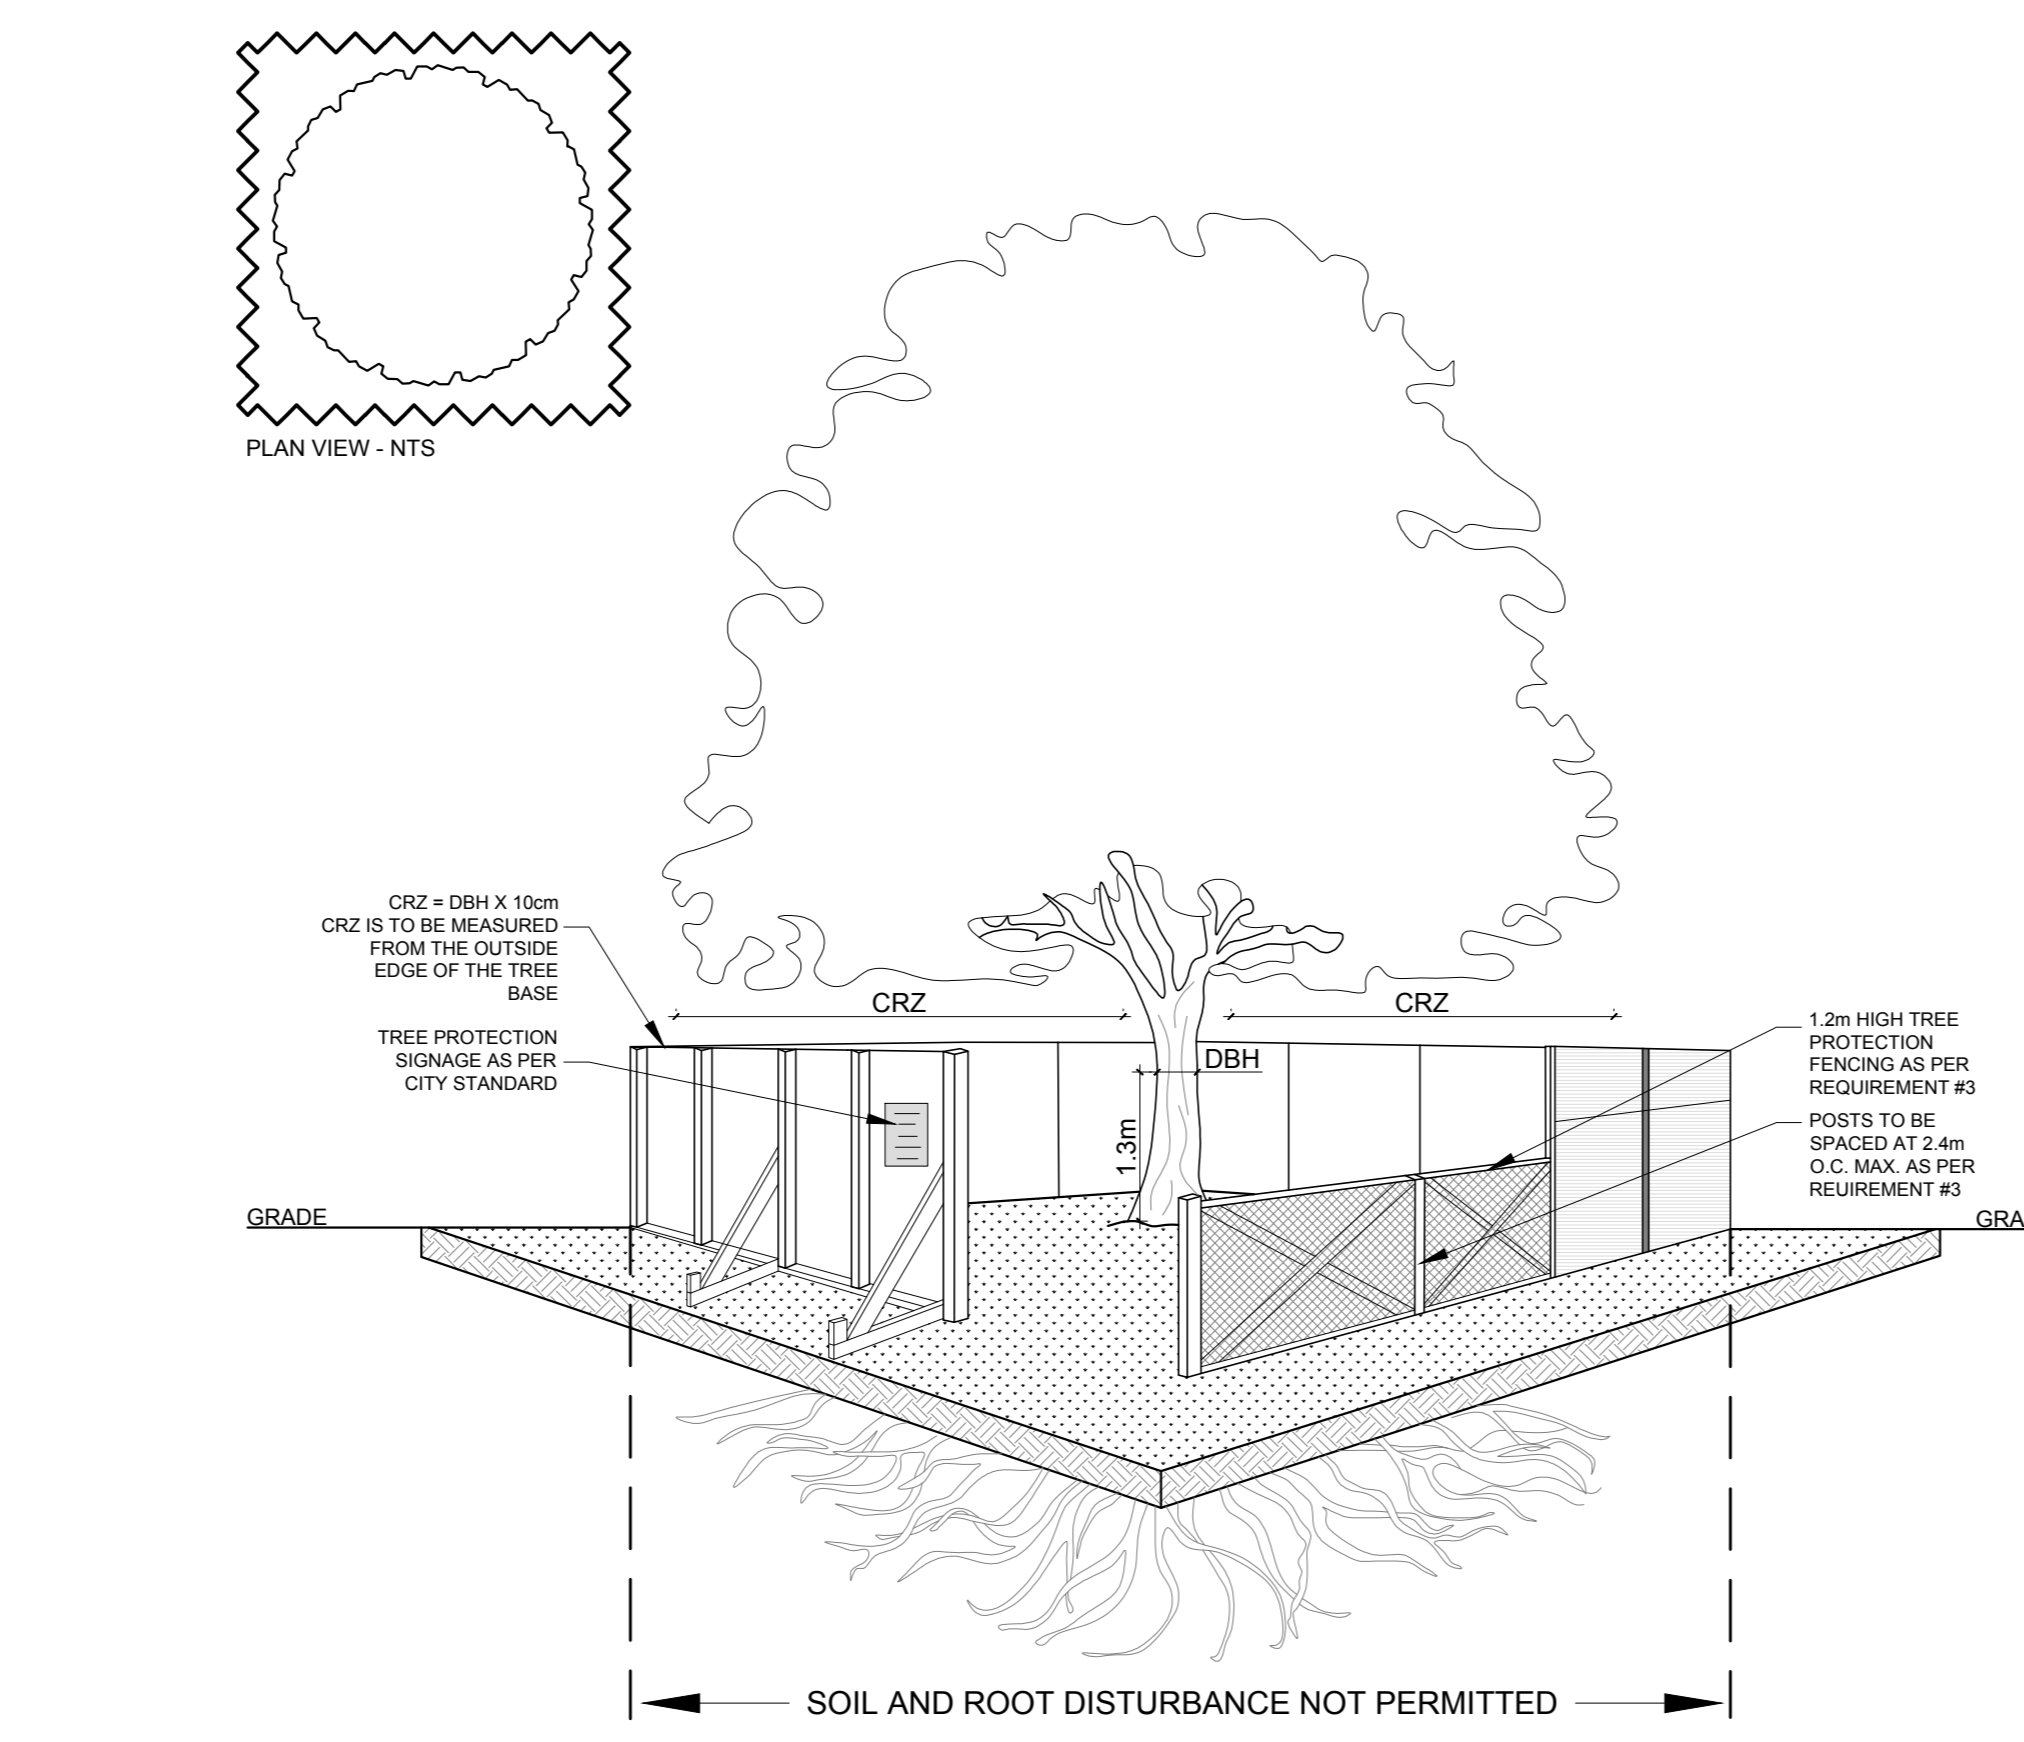 PLAN VIEW - NTS
CRZ = DBH X 10cm
CRZ IS TO BE MEASURED
FROM THE OUTSIDE
EDGE OF THE TREE
BASE
TREE PROTECTION
SIGNAGE AS PER
CITY STANDARD
CRZ
CRZ
DBH
1.3m
1.2m HIGH TREE
PROTECTION
FENCING AS PER
REQUIREMENT #3
POSTS TO BE
SPACED AT 2.4m
O.C. MAX. AS PER
REUIREMENT #3
GRADE
GRA
SOIL AND ROOT DISTURBANCE NOT PERMITTED